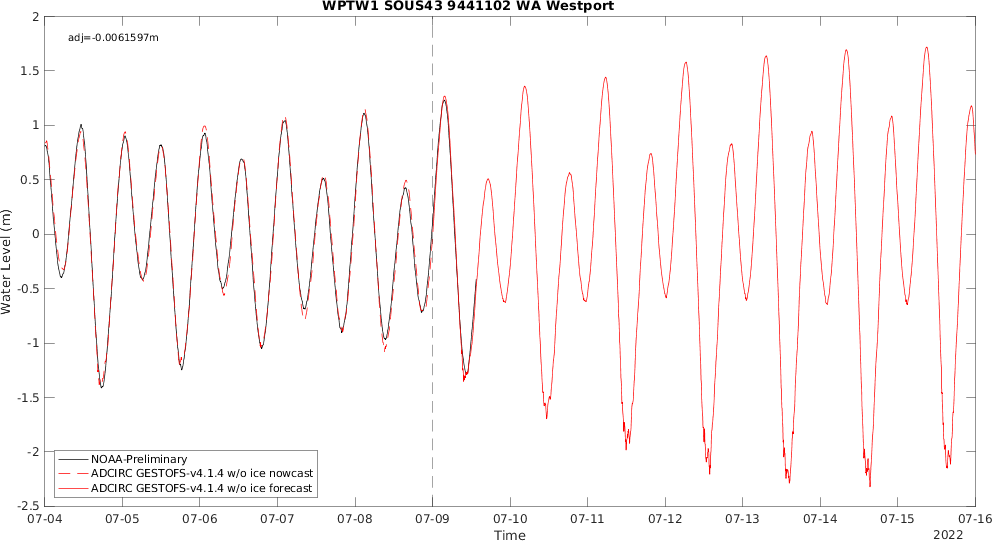 WPTW1 SOUS43 9441102 WA Westport
adj=-0.0061597m
2
1.5
1
0.5
0
-0.5
-1
-1.5
-2
-2.5
Water Level (m)
NOAA-Preliminary
ADCIRC GESTOFS-v4.1.4 w/o ice nowcast
ADCIRC GESTOFS-v4.1.4 w/o ice forecast
07-04 07-05 07-06 07-07 07-08 07-09 07-10 07-11 07-12 07-13 07-14 07-15 07-16
Time
2022